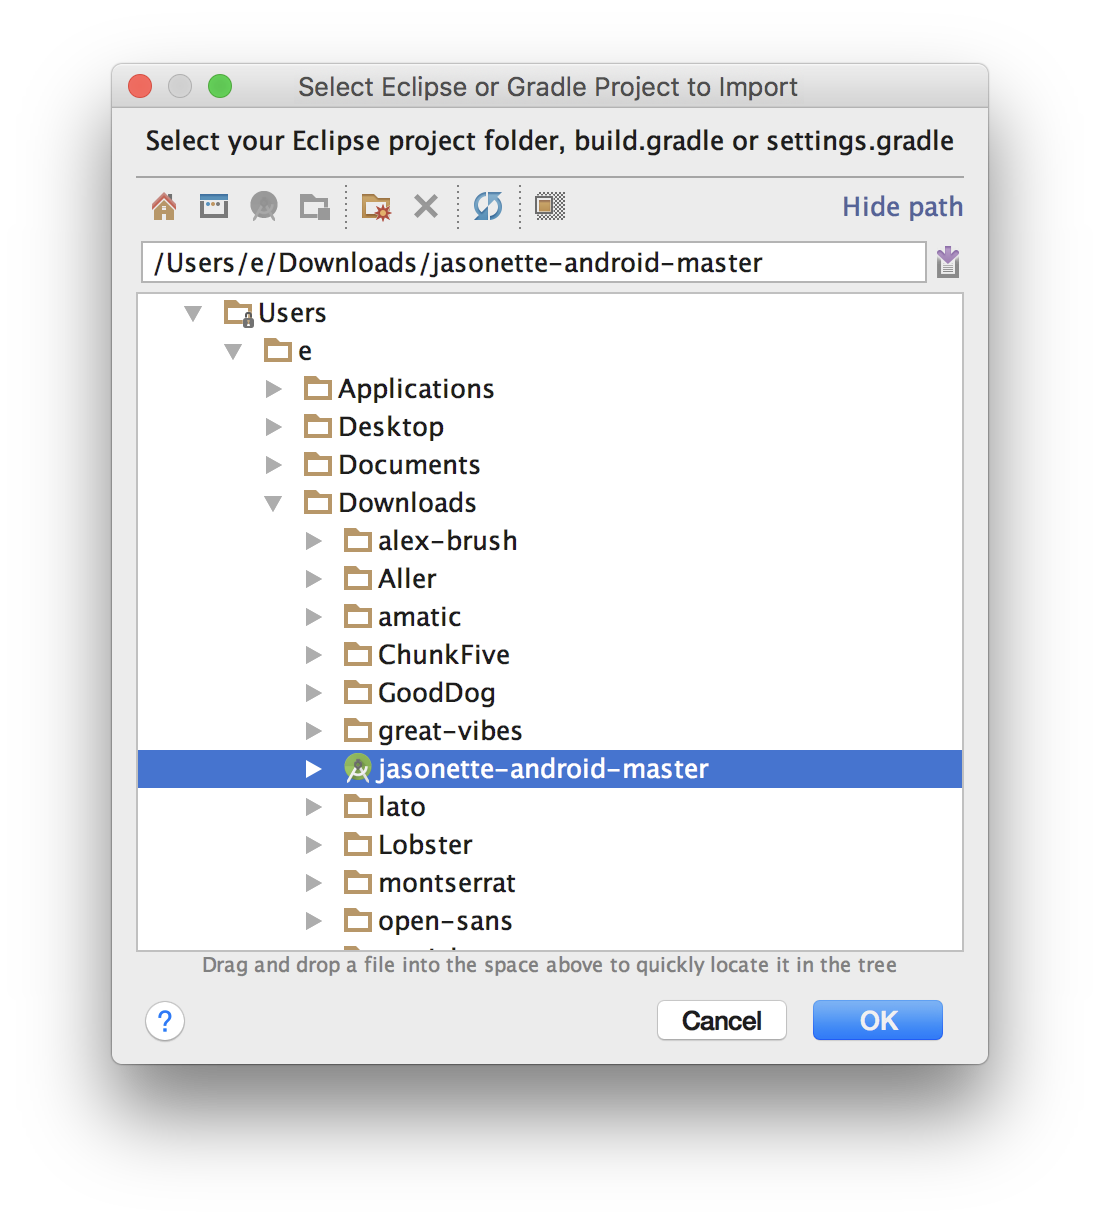 Select Eclipse or Gradle Project to Import
Select your Eclipse project folder, build.gradle or settings.gradle
Hide path
/Users/e/Downloads/jasonette-android-master
Users
e
Applications
Desktop
Documents
Downloads
alex-brush
Aller
amatic
ChunkFive
GoodDog
great-vibes
jasonette-android-master
lato
Lobster
montserrat
open-sans
Drag and drop a file into the space above to quickly locate it in the tree
?
Cancel
OK